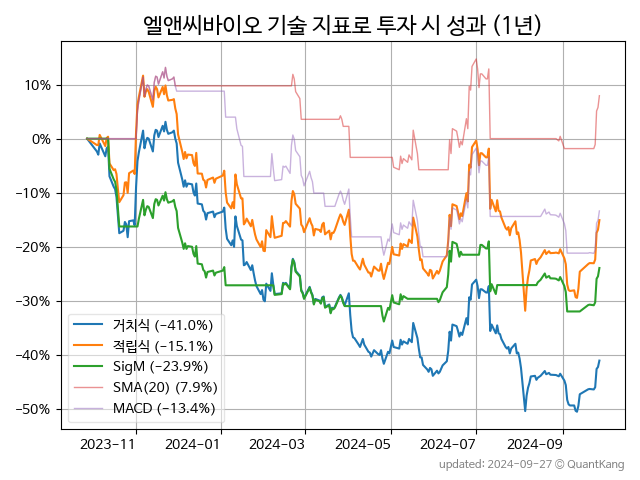 엘앤씨바이오 기술 지표로 투자 시 성과 (1년)
10%
0%
−10%
−20%
−30%
−40%
−50%
거치식 (−41.0%)
적립식 (−15.1%)
SigM (−23.9%)
SMA(20) (7.9%)
MACD (−13.4%)
2023-11 2024-01 2024-03 2024-05 2024-07 2024-09
updated: 2024-09-27 © QuantKang